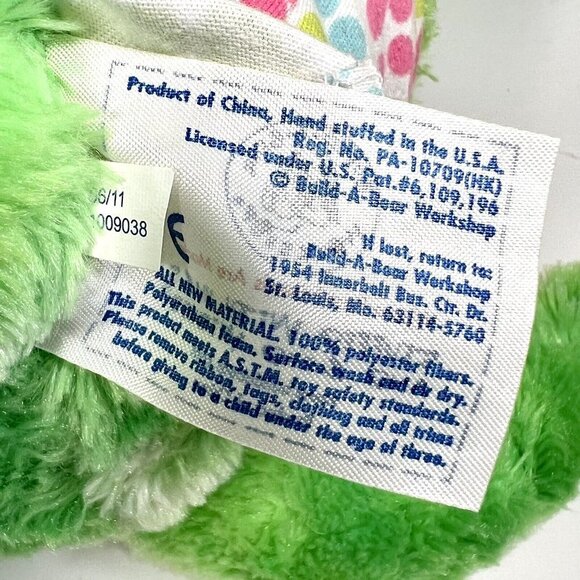 Product of China, Hand stuffed in the U.S.A.
Reg. No. PA-10709(HK)
Licensed under U.S. Pat.#6,109,196
© Build-A-Bear Workshop
If lost, return to:
Build-A-Bear Workshop
1954 Innerbelt Bus. Ctr. Dr.
St. Louis, Mo. 63114-5760
ALL NEW MATERIAL 100% polyester fibers.
Polyurethane foam. Surface wash and air dry.
This product meets A.S.T.M. toy safety standards.
Please remove ribbon, tags, clothing and all trims
before giving to a child under the age of three.
6/11
009038
CE